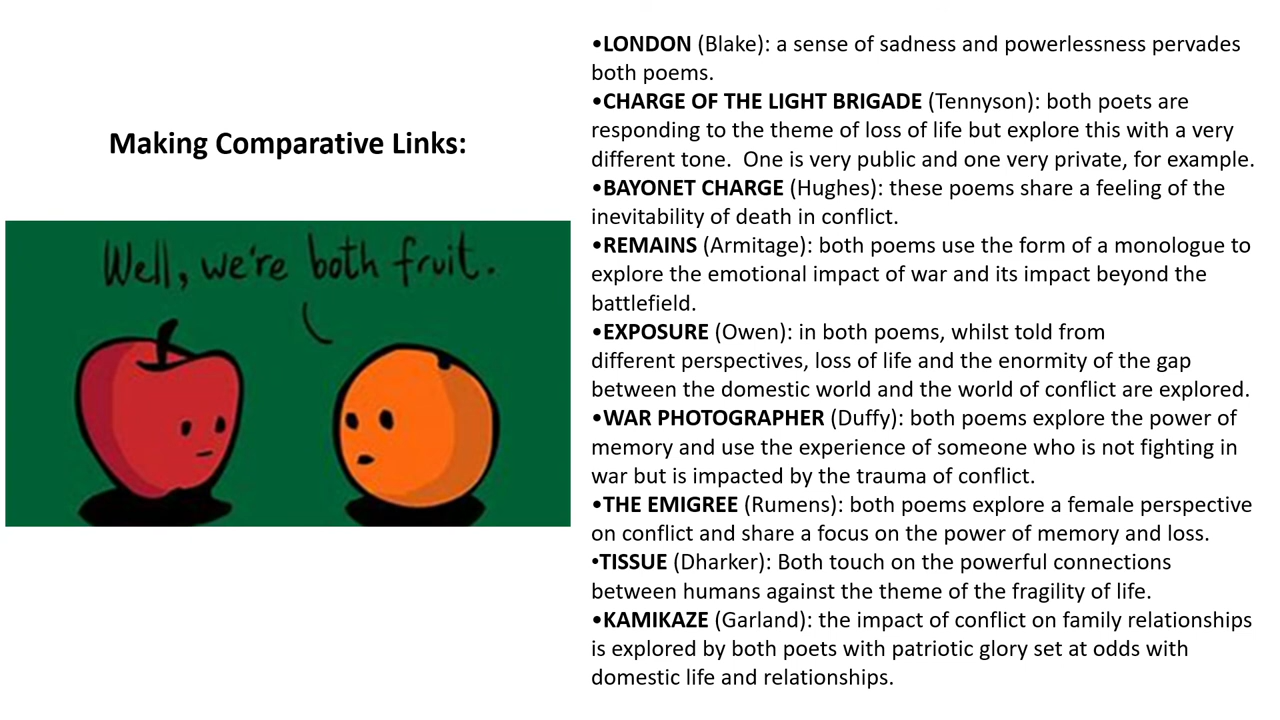 Making Comparative Links:
Well, we're both fruit.
•LONDON (Blake): a sense of sadness and powerlessness pervades
both poems.
•CHARGE OF THE LIGHT BRIGADE (Tennyson): both poets are
responding to the theme of loss of life but explore this with a very
different tone.  One is very public and one very private, for example.
•BAYONET CHARGE (Hughes): these poems share a feeling of the
inevitability of death in conflict.
•REMAINS (Armitage): both poems use the form of a monologue to
explore the emotional impact of war and its impact beyond the
battlefield.
•EXPOSURE (Owen): in both poems, whilst told from
different perspectives, loss of life and the enormity of the gap
between the domestic world and the world of conflict are explored.
•WAR PHOTOGRAPHER (Duffy): both poems explore the power of
memory and use the experience of someone who is not fighting in
war but is impacted by the trauma of conflict.
•THE EMIGREE (Rumens): both poems explore a female perspective
on conflict and share a focus on the power of memory and loss.
•TISSUE (Dharker): Both touch on the powerful connections
between humans against the theme of the fragility of life.
•KAMIKAZE (Garland): the impact of conflict on family relationships
is explored by both poets with patriotic glory set at odds with
domestic life and relationships.